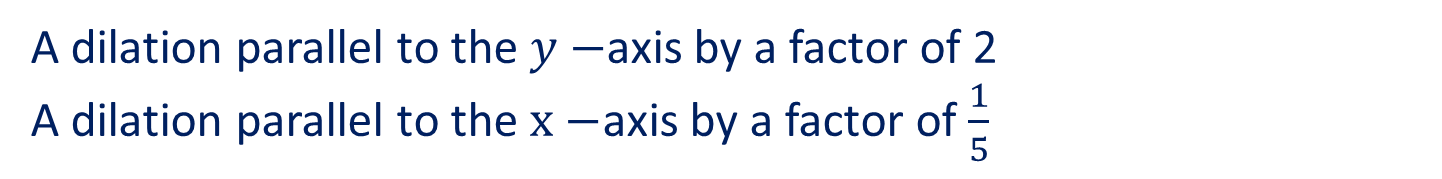 A dilation parallel to the y −axis by a factor of 2
A dilation parallel to the x −axis by a factor of 1/5